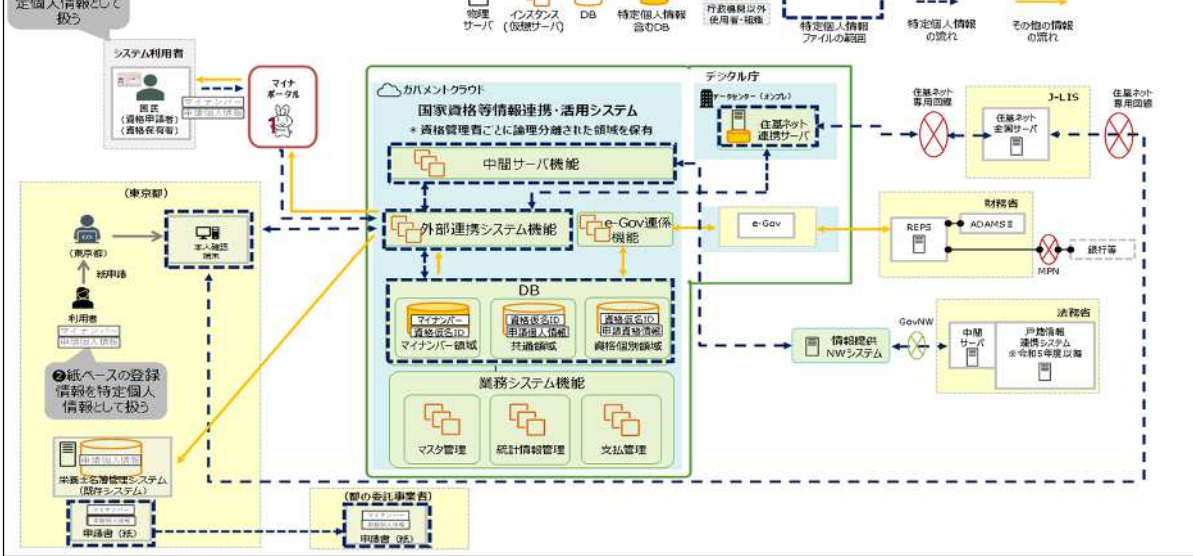 定個人情報として
扱う
物理
サーバ
インスタンス
(仮想サーバ)
DB
特定個人情報
含むDB
行政機関以外
使用者・組織
特定個人情報
ファイルの範囲
特定個人情報
の流れ
その他の情報
の流れ
システム利用者
国民
(資格申請者)
(資格保有者)
マイナンバー
申請個人情報
マイナ
ポータル
ガバメントクラウド
国家資格等情報連携・活用システム
*資格管理者ごとに論理分離された領域を保有
中間サーバ機能
外部連携システム機能
e-Gov連係
機能
DB
マイナンバー
資格仮名ID
マイナンバー領域
資格仮名ID
申請個人情報
共通領域
資格仮名ID
申請資格情報
資格個別領域
業務システム機能
マスタ管理
統計情報管理
支払管理
デジタル庁
データセンター(オンプレ)
住基ネット
連携サーバ
e-Gov
住基ネット
専用回線
J-LIS
住基ネット
全国サーバ
住基ネット
専用回線
財務省
REPS
ADAMSⅡ
MPN
銀行等
情報提供
NWシステム
GovNW
法務省
中間
サーバ
戸籍情報
連携システム
※令和5年度以降
(東京都)
(東京都)
本人確認
端末
紙申請
利用者
マイナンバー
申請個人情報
❷紙ベースの登録
情報を特定個人
情報として扱う
申請個人情報
栄養士名簿管理システム
(既存システム)
マイナンバー
申請個人情報
申請書(紙)
(都の委託事業者)
マイナンバー
申請個人情報
申請書(紙)